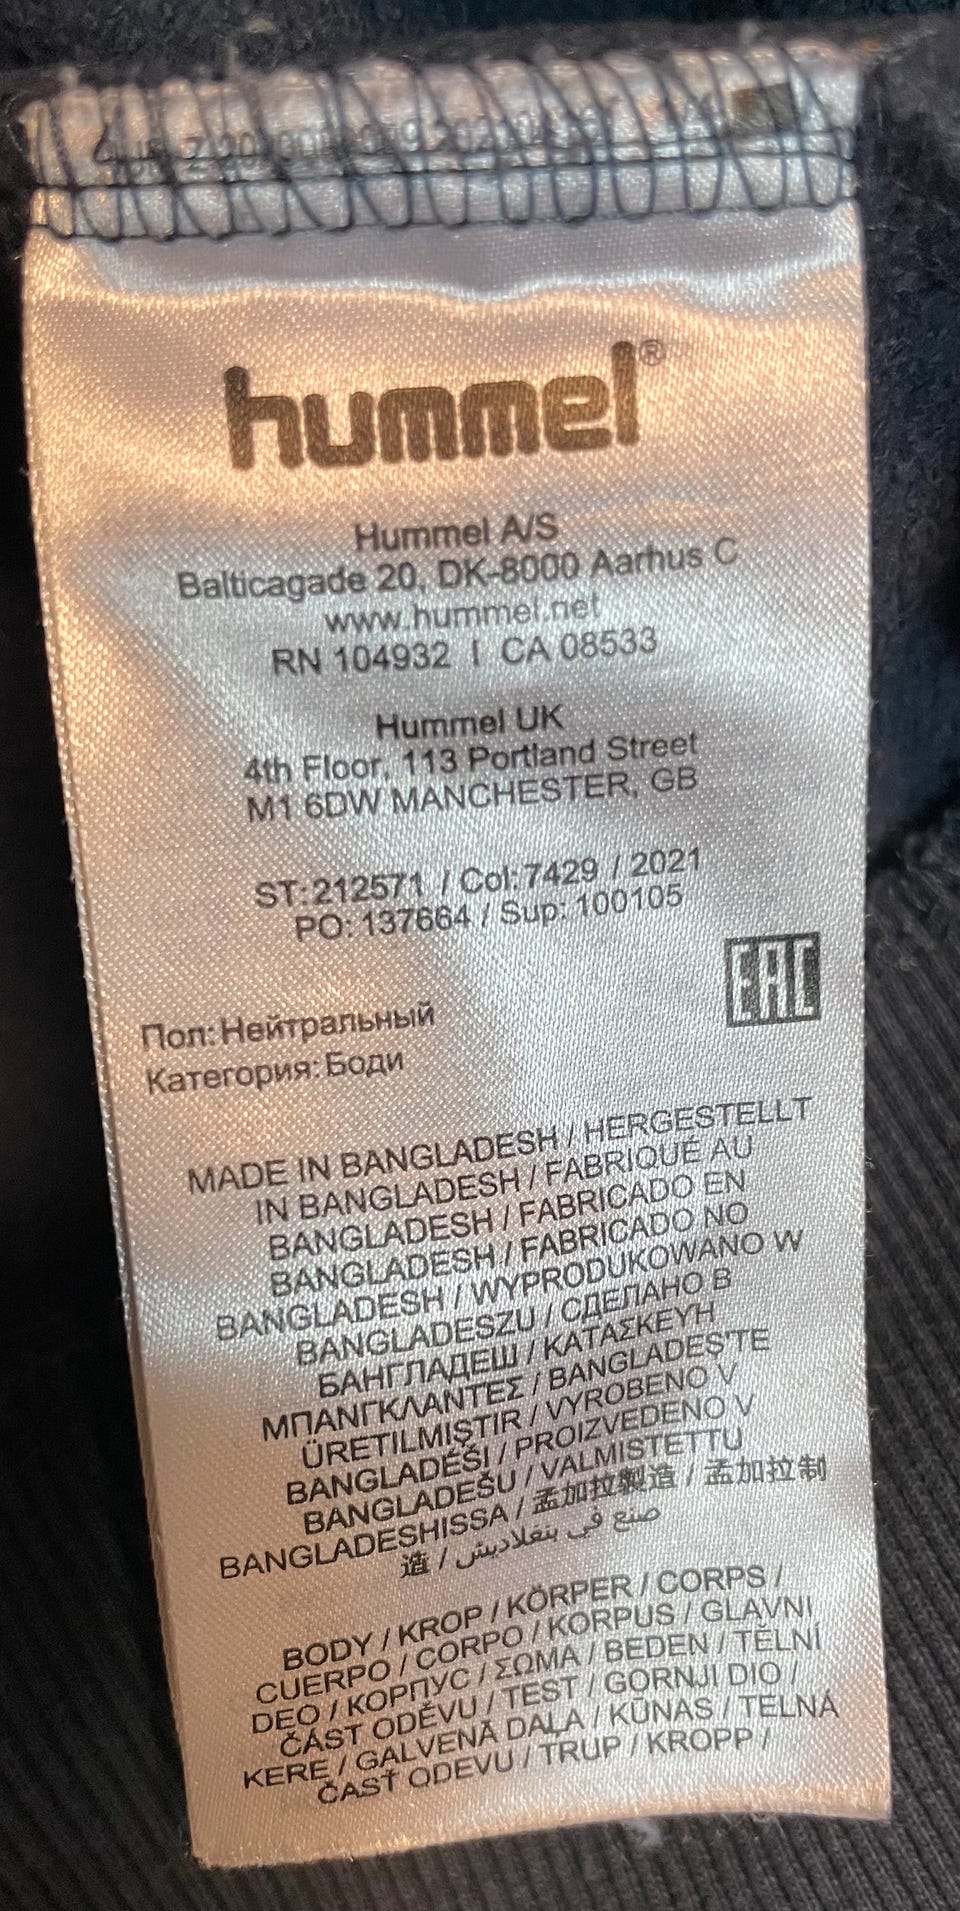 hummel®
Hummel A/S
Balticagade 20, DK-8000 Aarhus C
www.hummel.net
RN 104932 | CA 08533
Hummel UK
4th Floor, 113 Portland Street
M1 6DW MANCHESTER, GB
ST:212571 / Col:7429 / 2021
PO: 137664 / Sup: 100105
EAC
Пол:Нейтральный
Категория:Боди
MADE IN BANGLADESH / HERGESTELLT
IN BANGLADESH / FABRIQUÉ AU
BANGLADESH / FABRICADO EN
BANGLADESH / FABRICADO NO
BANGLADESH / WYPRODUKOWANO W
BANGLADESZU / СДЕЛАНО В
БАНГЛАДЕШ / ΚΑΤΑΣΚΕΥΗ
ΜΠΑΝΓΚΛΑΝΤΕΣ / BANGLADEŞ'TE
ÜRETILMIŞTIR / VYROBENO V
BANGLADÉŠI / PROIZVEDENO V
BANGLADEŠU / VALMISTETTU
BANGLADESHISSA / 孟加拉製造 / 孟加拉制
造 / صنع في بنغلاديش
BODY / KROP / KÖRPER / CORPS /
CUERPO / CORPO / KORPUS / GLAVNI
DEO / КОРПУС / ΣΩΜΑ / BEDEN / TĚLNÍ
ČÁST ODĚVU / TEST / GORNJI DIO /
KERE / GALVENĀ DAĻA / KŪNAS / TELNÁ
ČASŤ ODEVU / TRUP / KROPP /